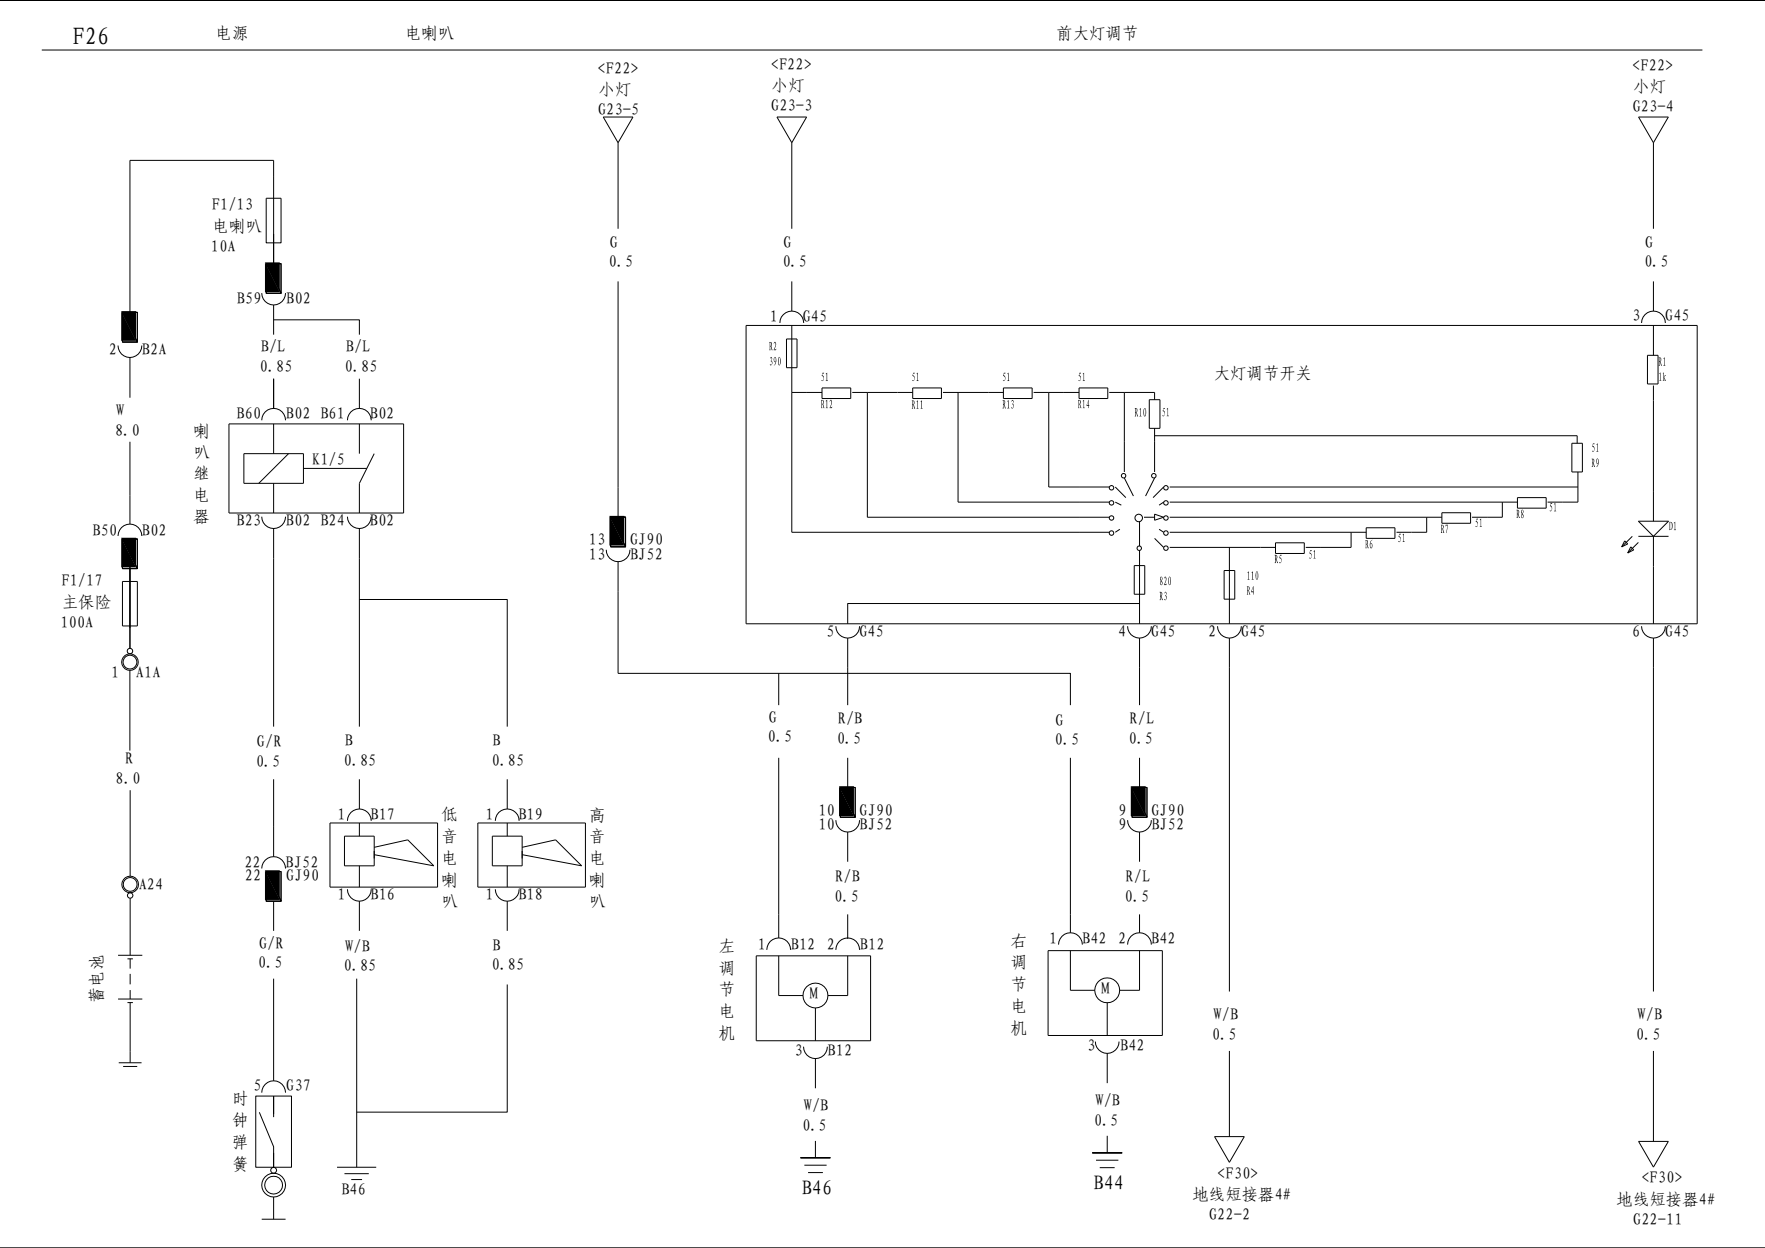 F26
电源
电喇叭
前大灯调节
<F22>
小灯
G23-5
<F22>
小灯
G23-3
<F22>
小灯
G23-4
F1/13
电喇叭
10A
B59 B02
G
0.5
G
0.5
G
0.5
1 G45
3 G45
2 B2A
B/L
0.85
B/L
0.85
R2
390
大灯调节开关
R1
1k
51
R12
51
R11
51
R13
51
R14
R10 51
W
8.0
B60 B02 B61 B02
喇叭继电器
K1/5
B23 B02 B24 B02
51
R9
R8 51
R7 51
R6 51
R5 51
D1
B50 B02
F1/17
主保险
100A
13 GJ90
13 BJ52
820
R3
110
R4
1 A1A
5 G45
4 G45
2 G45
6 G45
G/R
0.5
B
0.85
B
0.85
G
0.5
R/B
0.5
G
0.5
R/L
0.5
R
8.0
1 B17
低音电喇叭
1 B19
高音电喇叭
10 GJ90
10 BJ52
9 GJ90
9 BJ52
22 BJ52
22 GJ90
A24
1 B16
1 B18
R/B
0.5
R/L
0.5
蓄电池
G/R
0.5
W/B
0.85
B
0.85
左调节电机
1 B12 2 B12
M
3 B12
右调节电机
1 B42 2 B42
M
3 B42
W/B
0.5
W/B
0.5
5 G37
时钟弹簧
W/B
0.5
W/B
0.5
B46
B46
B44
<F30>
地线短接器4#
G22-2
<F30>
地线短接器4#
G22-11